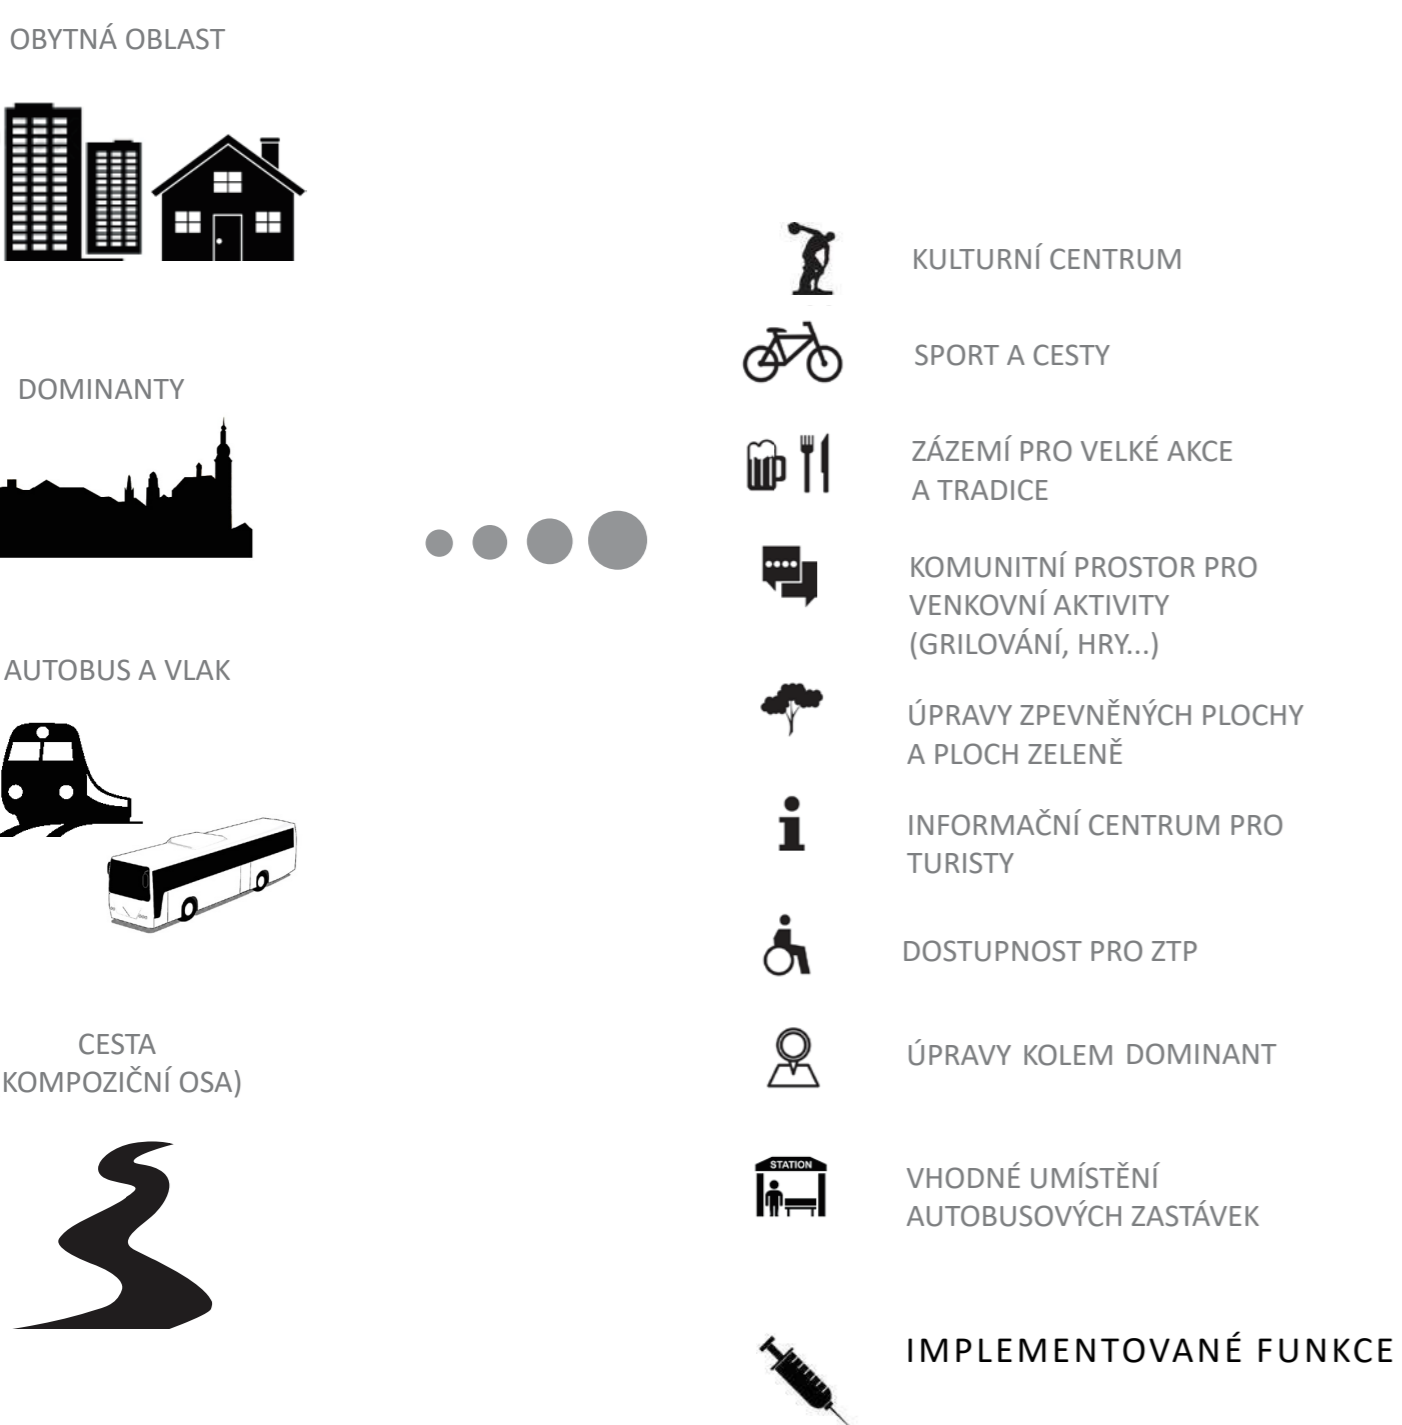 OBYTNÁ OBLAST
DOMINANTY
AUTOBUS A VLAK
CESTA
KOMPOZIČNÍ OSA)
KULTURNÍ CENTRUM
SPORT A CESTY
ZÁZEMÍ PRO VELKÉ AKCE
A TRADICE
KOMUNITNÍ PROSTOR PRO
VENKOVNÍ AKTIVITY
(GRILOVÁNÍ, HRY...)
ÚPRAVY ZPEVNĚNÝCH PLOCHY
A PLOCH ZELENĚ
INFORMAČNÍ CENTRUM PRO
TURISTY
DOSTUPNOST PRO ZTP
ÚPRAVY KOLEM DOMINANT
STATION
VHODNÉ UMÍSTĚNÍ
AUTOBUSOVÝCH ZASTÁVEK
IMPLEMENTOVANÉ FUNKCE